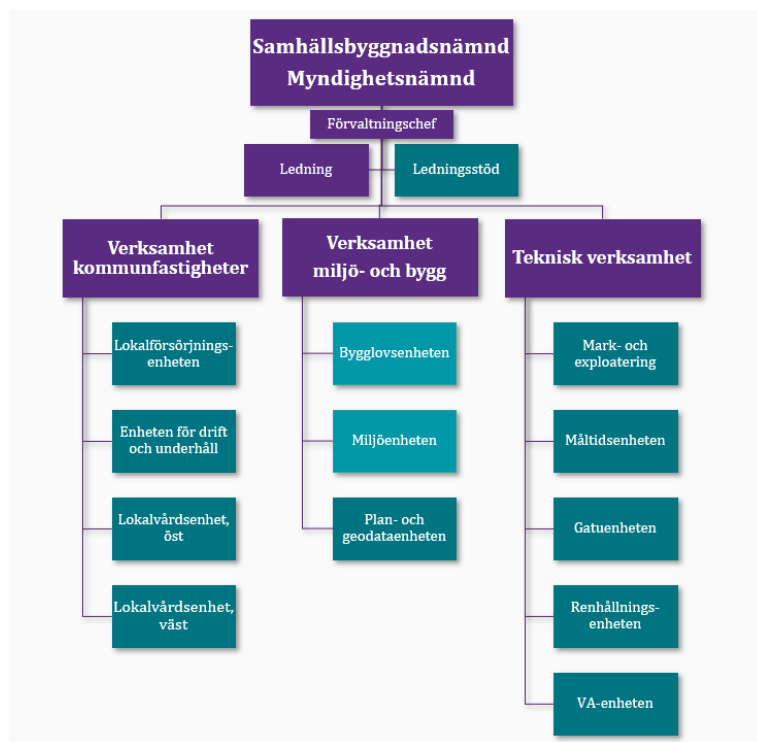 Samhällsbyggnadsnämnd
Myndighetsnämnd
Förvaltningschef
Ledning
Ledningsstöd
Verksamhet
kommunfastigheter
Lokalförsörjnings-
enheten
Enheten för drift
och underhåll
Lokalvårdsenhet,
öst
Lokalvårdsenhet,
väst
Verksamhet
miljö- och bygg
Bygglovsenheten
Miljöenheten
Plan- och
geodataenheten
Teknisk verksamhet
Mark- och
exploatering
Måltidsenheten
Gatuenheten
Renhållnings-
enheten
VA-enheten